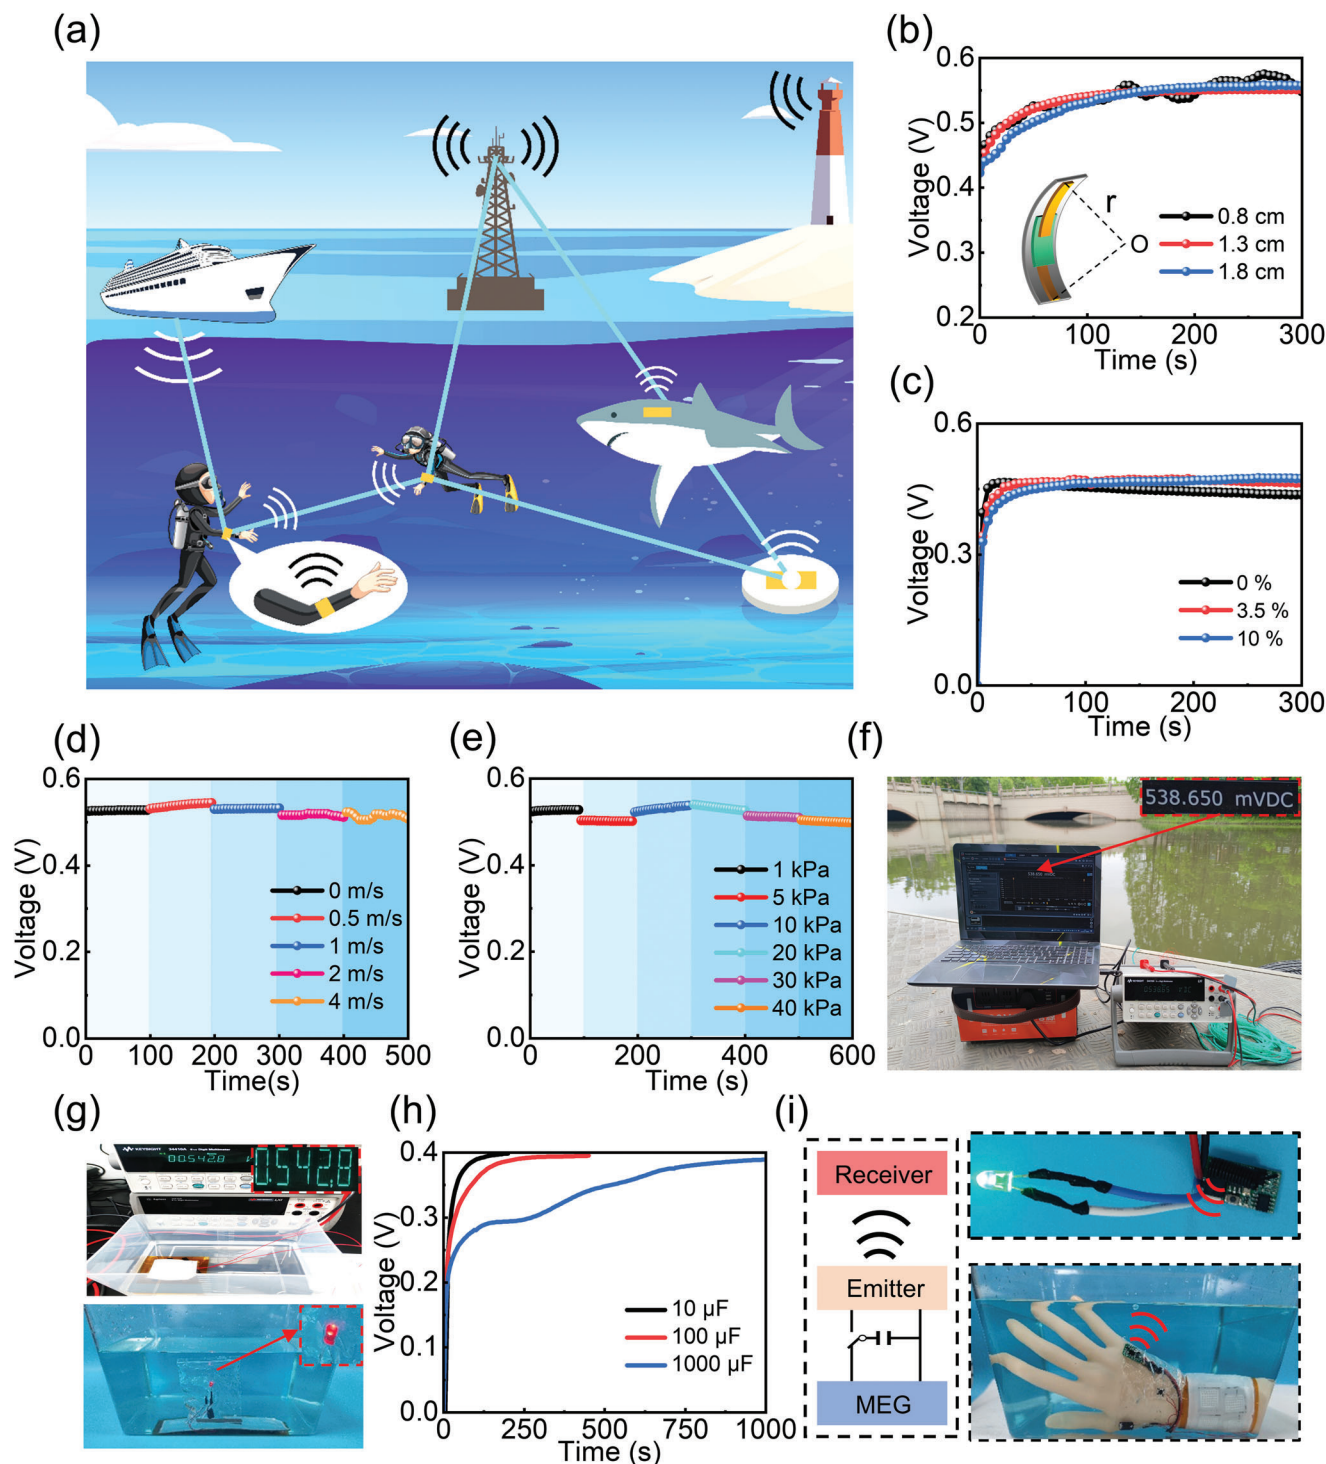 (a)
(b)
0.6
0.5
0.4
0.3
0.2
Voltage (V)
r
O
0.8 cm
1.3 cm
1.8 cm
0 100 200 300
Time (s)
(c)
0.6
0.3
0.0
Voltage (V)
0 %
3.5 %
10 %
0 100 200 300
Time (s)
(d)
0.6
0.4
0.2
0.0
Voltage (V)
0 m/s
0.5 m/s
1 m/s
2 m/s
4 m/s
0 100 200 300 400 500
Time(s)
(e)
0.6
0.4
0.2
0.0
Voltage (V)
1 kPa
5 kPa
10 kPa
20 kPa
30 kPa
40 kPa
0 200 400 600
Time (s)
(f)
538.650 mVDC
(g)
KEYSIGHT
00.542.8
0.542.8
(h)
0.4
0.3
0.2
0.1
0.0
Voltage (V)
10 µF
100 µF
1000 µF
0 250 500 750 1000
Time (s)
(i)
Receiver
Emitter
MEG